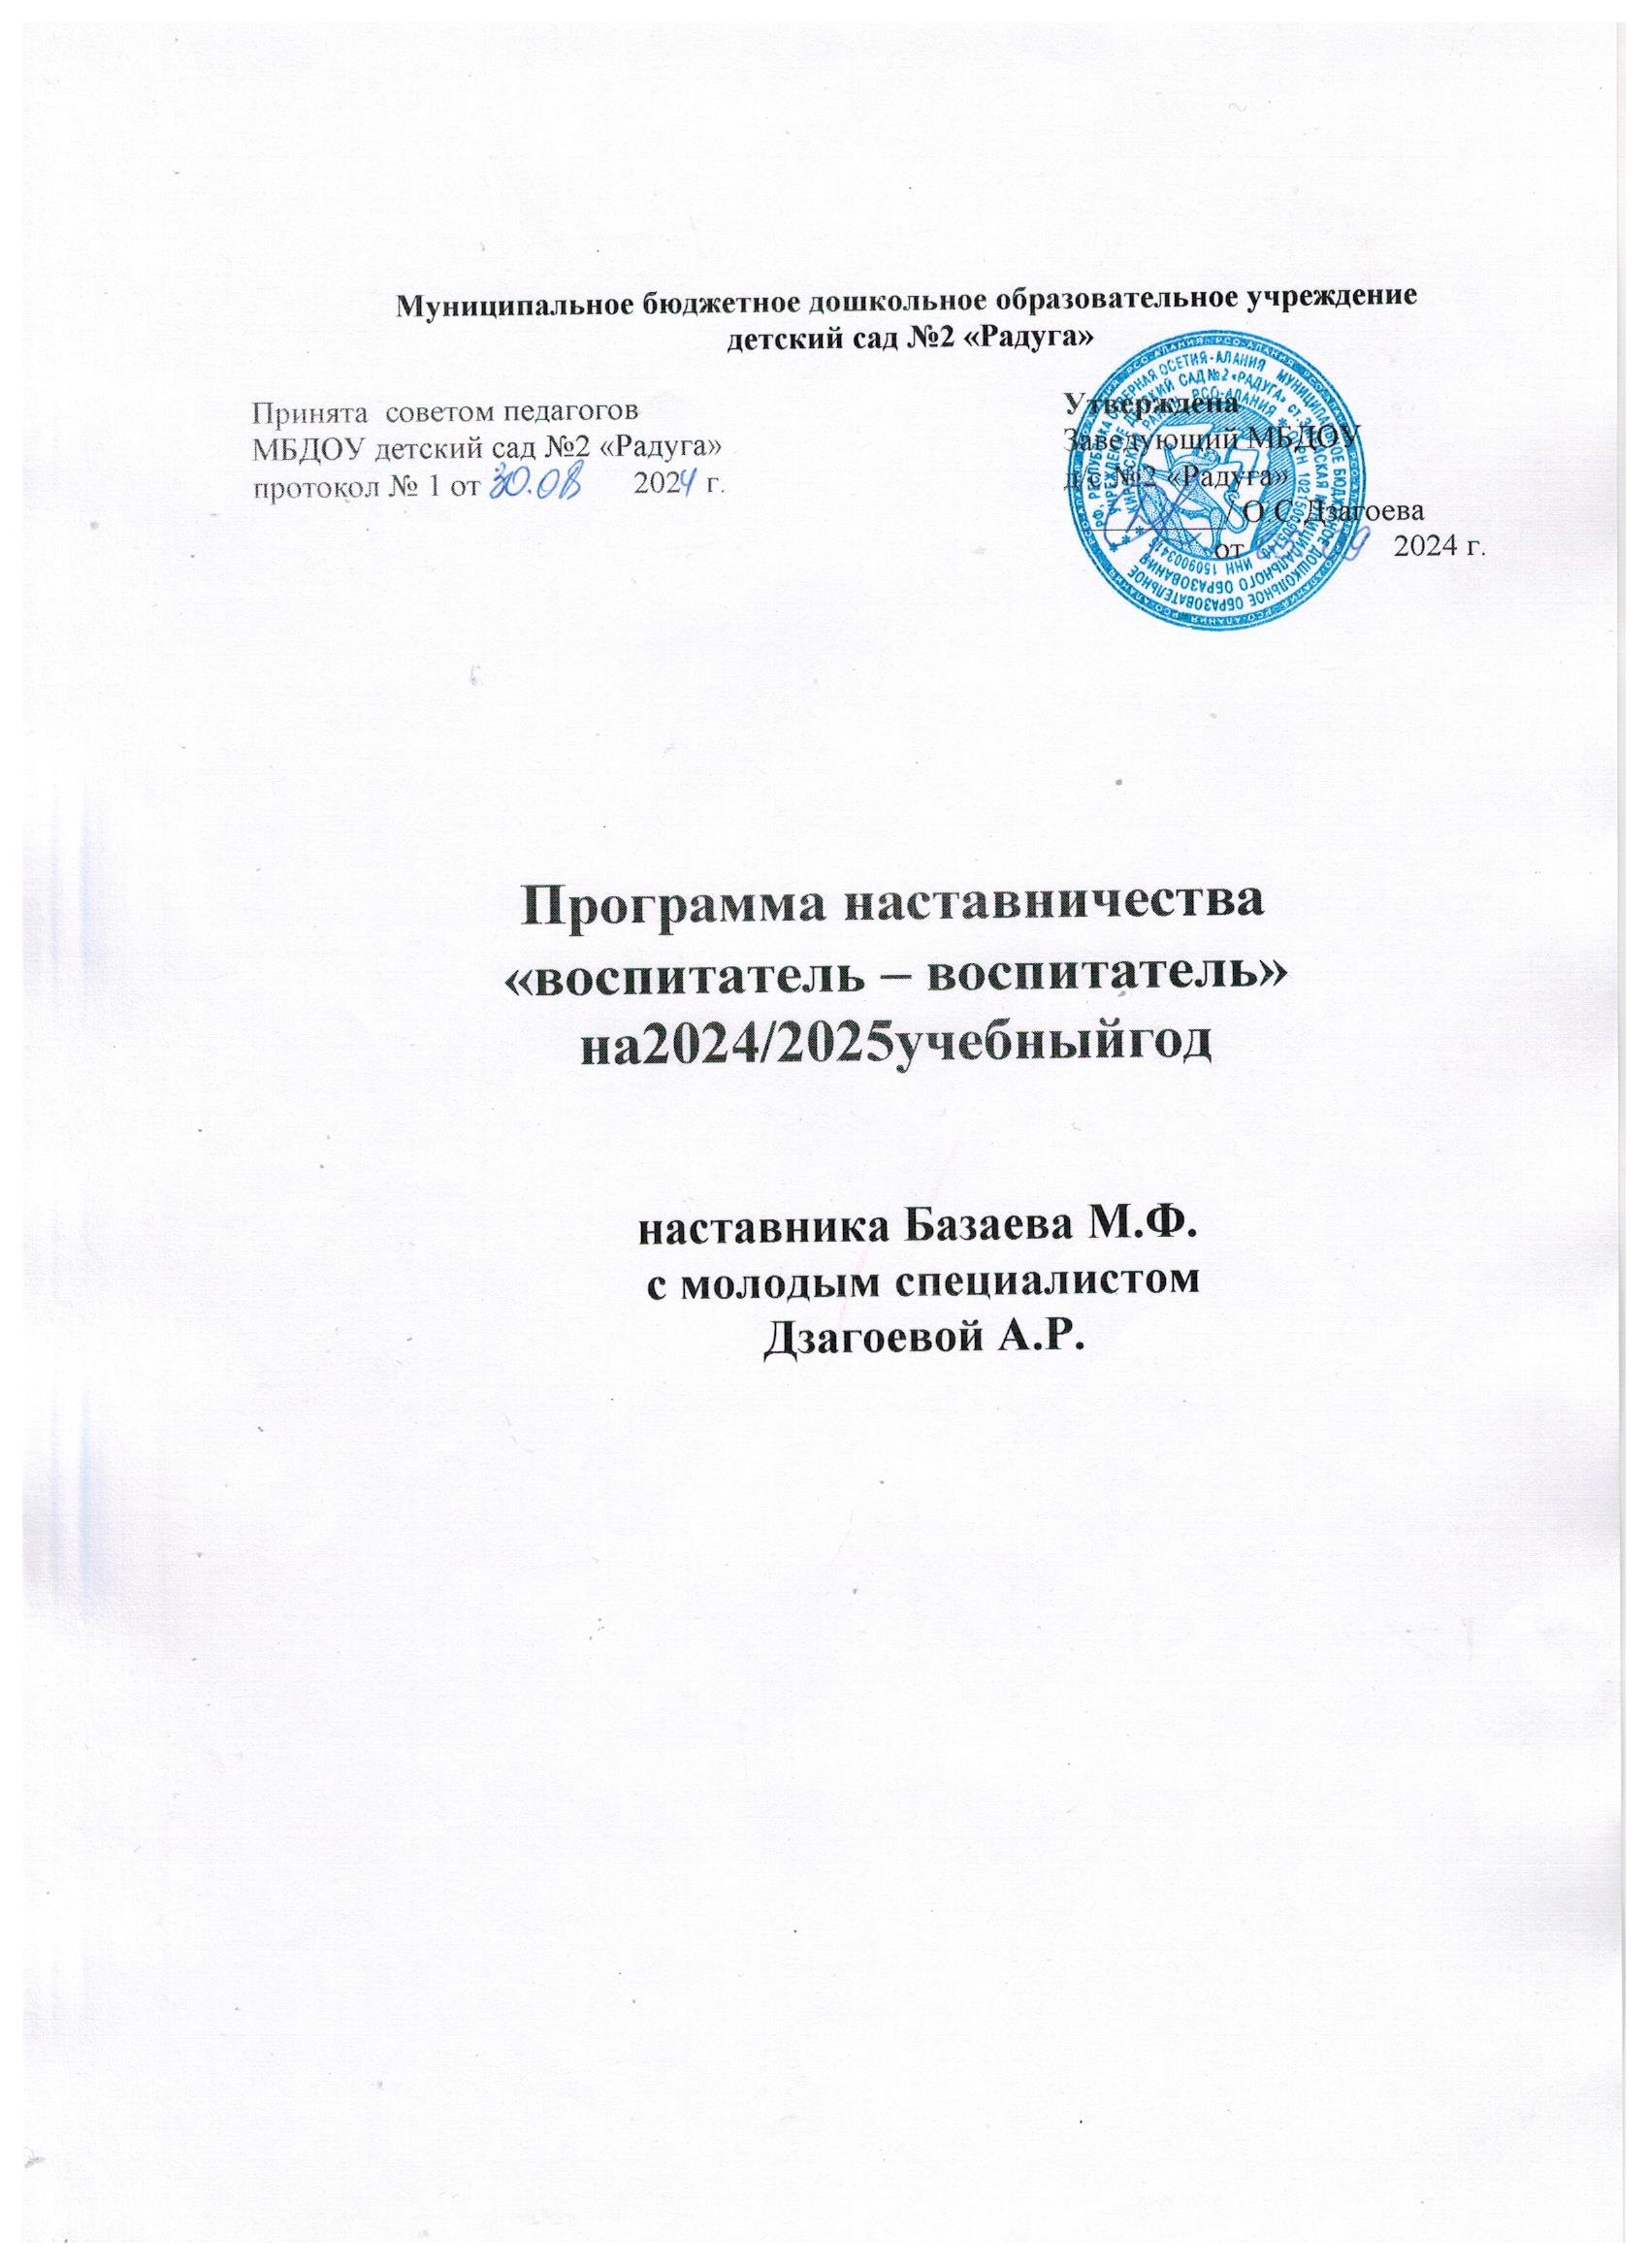 Муниципальное бюджетное дошкольное образовательное учреждение
детский сад №2 «Радуга»
Принята советом педагогов
МБДОУ детский сад №2 «Радуга»
протокол № 1 от 30.08 2024 г.
Утверждена
Заведующий МБДОУ
д/с №2 «Радуга»
/ О С Дзагоева
от 2024 г.
Программа наставничества
«воспитатель – воспитатель»
на2024/2025учебныйгод
наставника Базаева М.Ф.
с молодым специалистом
Дзагоевой А.Р.